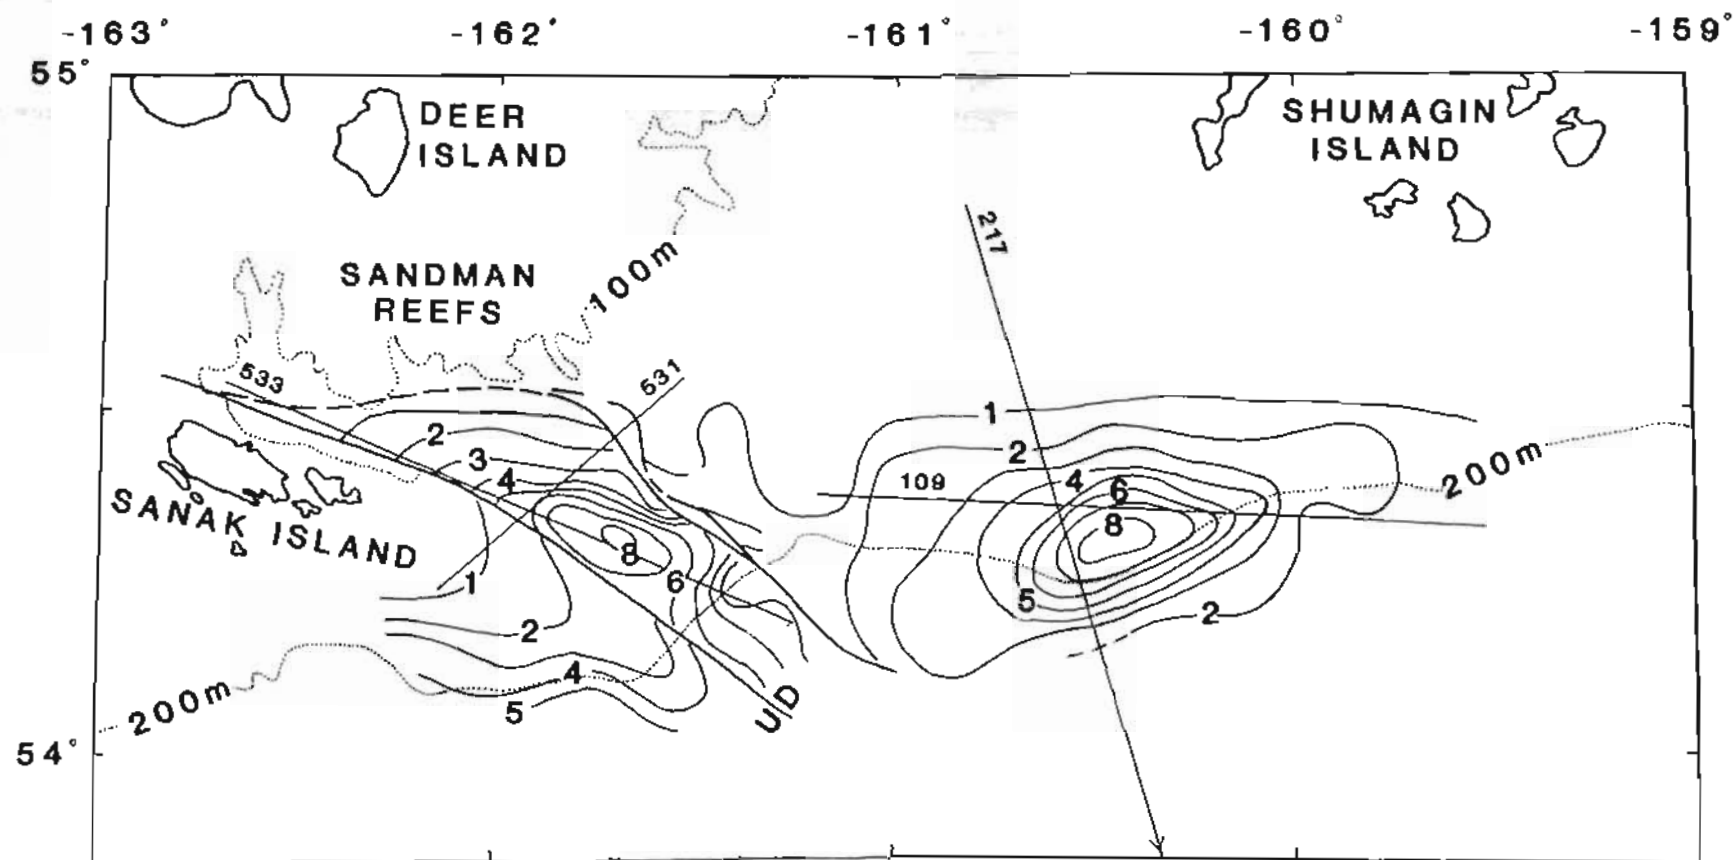 -163° -162° -161° -160° -159°
55°
DEER
ISLAND
SHUMAGIN
ISLAND
217
SANDMAN
REEFS
100m
533
531
1
2
2
3
4
109
4
6
200m
SANAK ISLAND
8
8
1
6
5
2
2
4
200m
5
U/D
54°